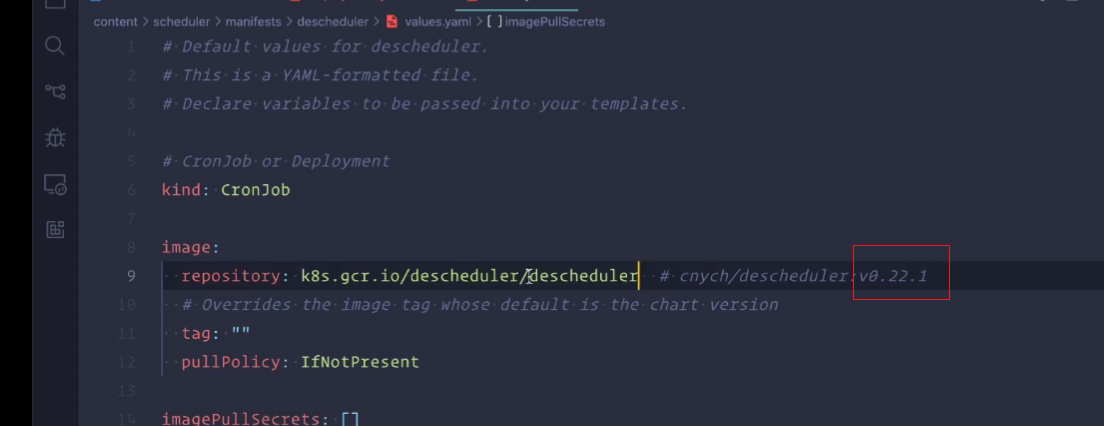 content > scheduler > manifests > descheduler > values.yaml > [ ] imagePullSecrets
1 # Default values for descheduler.
2 # This is a YAML-formatted file.
3 # Declare variables to be passed into your templates.
4
5 # CronJob or Deployment
6 kind: CronJob
7
8 image:
9 repository: k8s.gcr.io/descheduler/descheduler # cnych/descheduler:v0.22.1
10 # Overrides the image tag whose default is the chart version
11 tag: ""
12 pullPolicy: IfNotPresent
13
14 imagePullSecrets: []